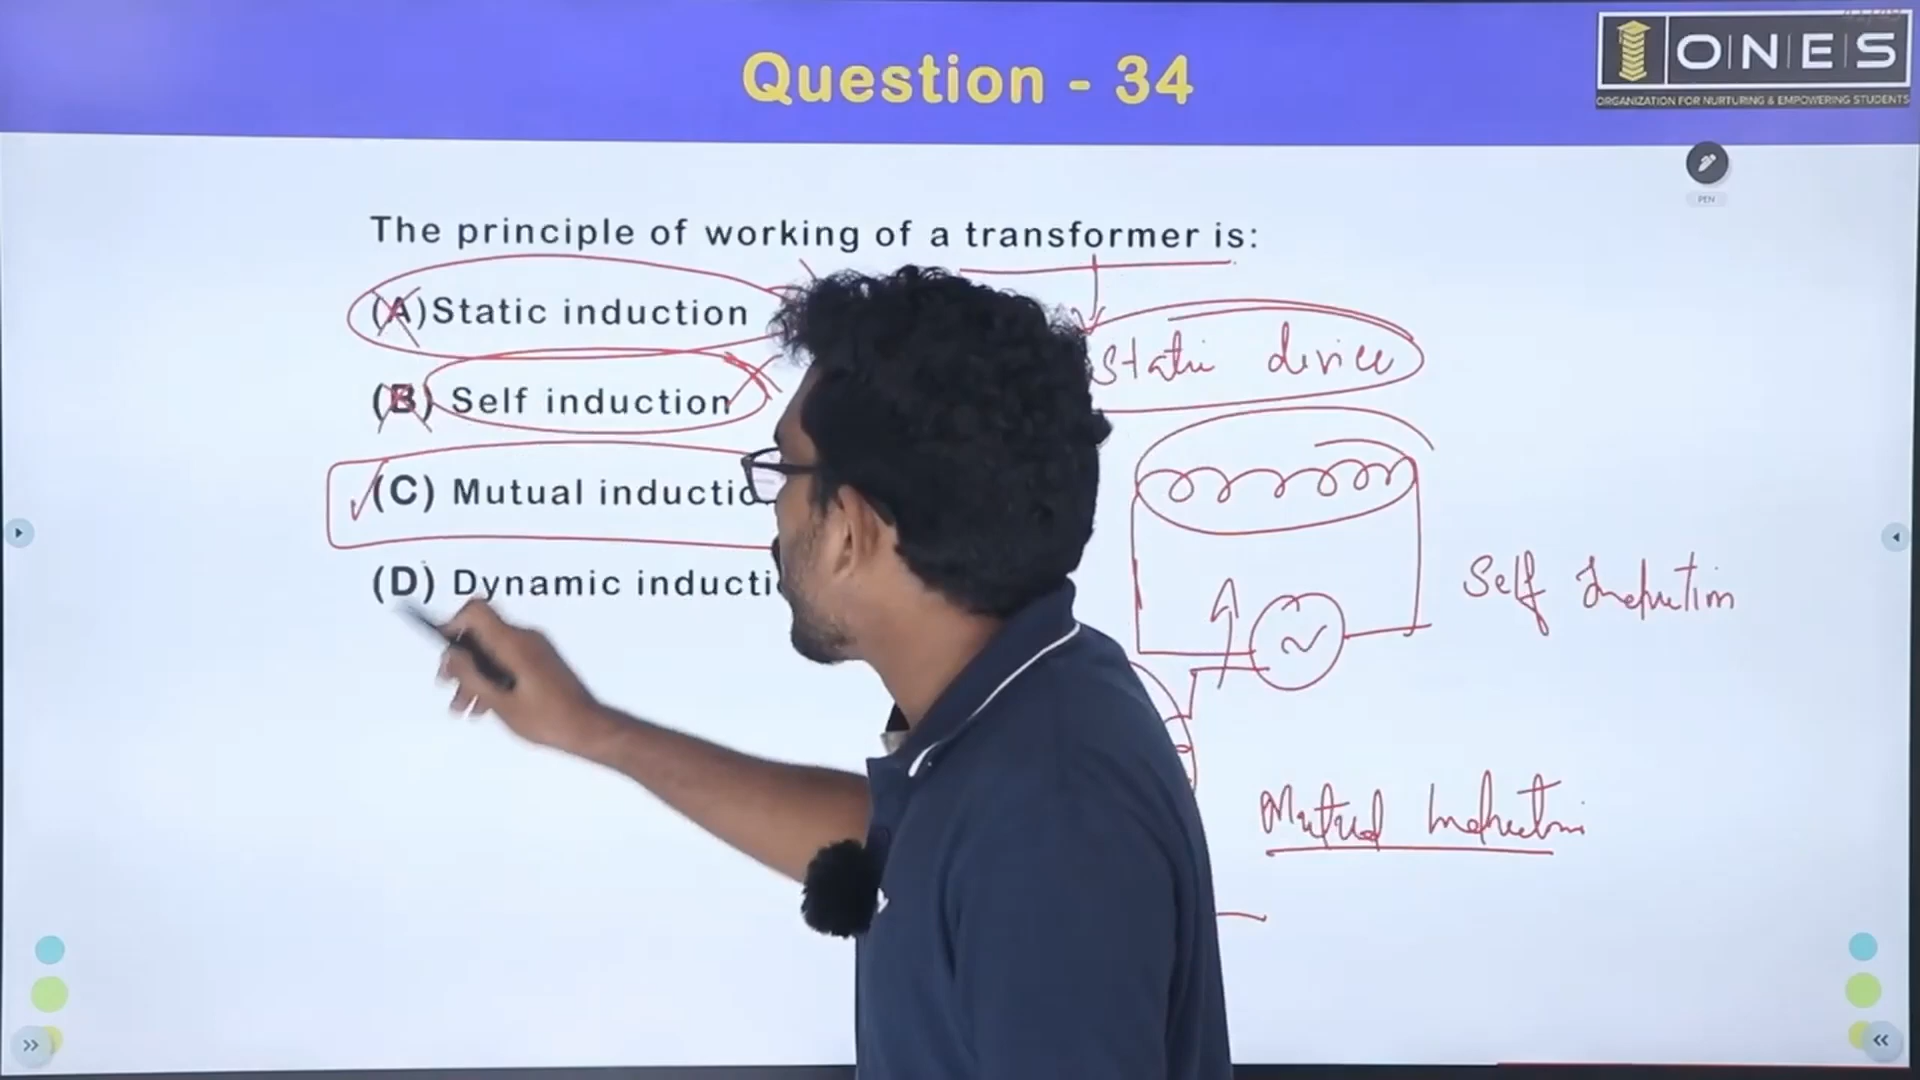 Question - 34
ONES
ORGANIZATION FOR NURTURING & EMPOWERING STUDENTS
PEN
The principle of working of a transformer is:
(A) Static induction
(B) Self induction
(C) Mutual inductio
(D) Dynamic inducti
Static device
Self Induction
Mutual Induction